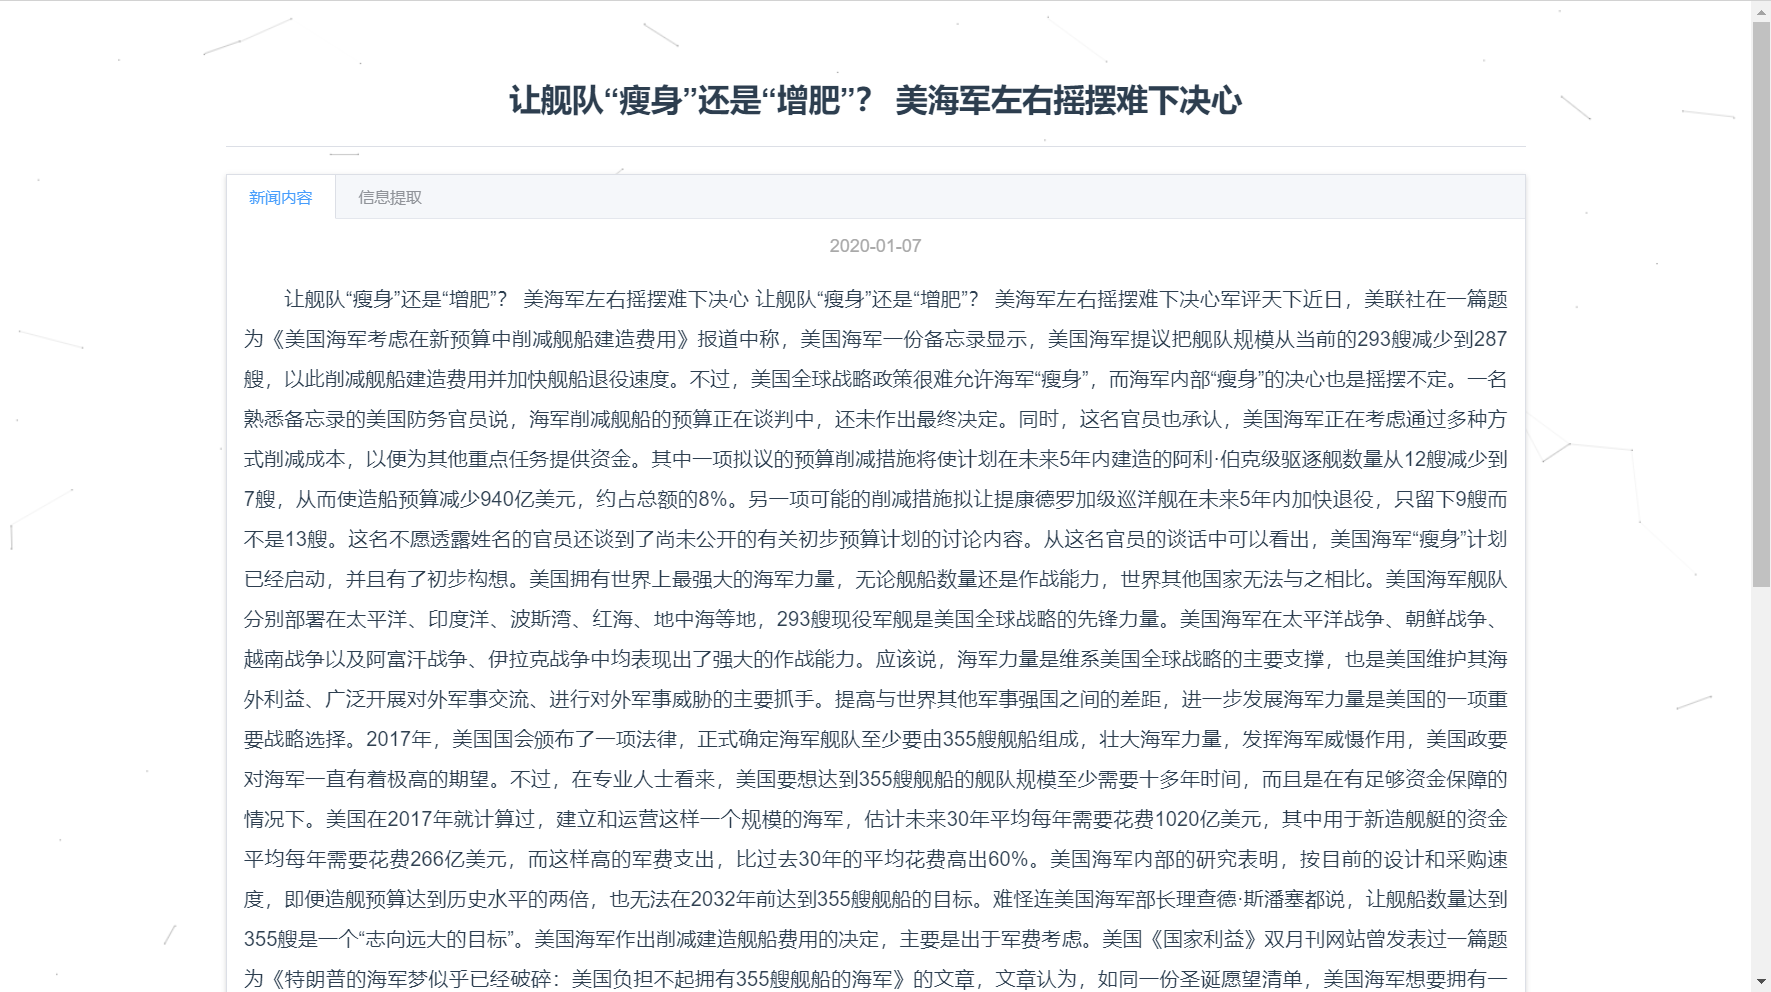 让舰队“瘦身”还是“增肥”？ 美海军左右摇摆难下决心
新闻内容 信息提取
2020-01-07
让舰队“瘦身”还是“增肥”？ 美海军左右摇摆难下决心 让舰队“瘦身”还是“增肥”？ 美海军左右摇摆难下决心军评天下近日，美联社在一篇题
为《美国海军考虑在新预算中削减舰船建造费用》报道中称，美国海军一份备忘录显示，美国海军提议把舰队规模从当前的293艘减少到287
艘，以此削减舰船建造费用并加快舰船退役速度。不过，美国全球战略政策很难允许海军“瘦身”，而海军内部“瘦身”的决心也是摇摆不定。一名
熟悉备忘录的美国防务官员说，海军削减舰船的预算正在谈判中，还未作出最终决定。同时，这名官员也承认，美国海军正在考虑通过多种方
式削减成本，以便为其他重点任务提供资金。其中一项拟议的预算削减措施将使计划在未来5年内建造的阿利·伯克级驱逐舰数量从12艘减少到
7艘，从而使造船预算减少940亿美元，约占总额的8%。另一项可能的削减措施拟让提康德罗加级巡洋舰在未来5年内加快退役，只留下9艘而
不是13艘。这名不愿透露姓名的官员还谈到了尚未公开的有关初步预算计划的讨论内容。从这名官员的谈话中可以看出，美国海军“瘦身”计划
已经启动，并且有了初步构想。美国拥有世界上最强大的海军力量，无论舰船数量还是作战能力，世界其他国家无法与之相比。美国海军舰队
分别部署在太平洋、印度洋、波斯湾、红海、地中海等地，293艘现役军舰是美国全球战略的先锋力量。美国海军在太平洋战争、朝鲜战争、
越南战争以及阿富汗战争、伊拉克战争中均表现出了强大的作战能力。应该说，海军力量是维系美国全球战略的主要支撑，也是美国维护其海
外利益、广泛开展对外军事交流、进行对外军事威胁的主要抓手。提高与世界其他军事强国之间的差距，进一步发展海军力量是美国的一项重
要战略选择。2017年，美国国会颁布了一项法律，正式确定海军舰队至少要由355艘舰船组成，壮大海军力量，发挥海军威慑作用，美国政要
对海军一直有着极高的期望。不过，在专业人士看来，美国要想达到355艘舰船的舰队规模至少需要十多年时间，而且是在有足够资金保障的
情况下。美国在2017年就计算过，建立和运营这样一个规模的海军，估计未来30年平均每年需要花费1020亿美元，其中用于新造舰艇的资金
平均每年需要花费266亿美元，而这样高的军费支出，比过去30年的平均花费高出60%。美国海军内部的研究表明，按目前的设计和采购速
度，即便造舰预算达到历史水平的两倍，也无法在2032年前达到355艘舰船的目标。难怪连美国海军部长理查德·斯潘塞都说，让舰船数量达到
355艘是一个“志向远大的目标”。美国海军作出削减建造舰船费用的决定，主要是出于军费考虑。美国《国家利益》双月刊网站曾发表过一篇题
为《特朗普的海军梦似乎已经破碎：美国负担不起拥有355艘舰船的海军》的文章，文章认为，如同一份圣诞愿望清单，美国海军想要拥有一